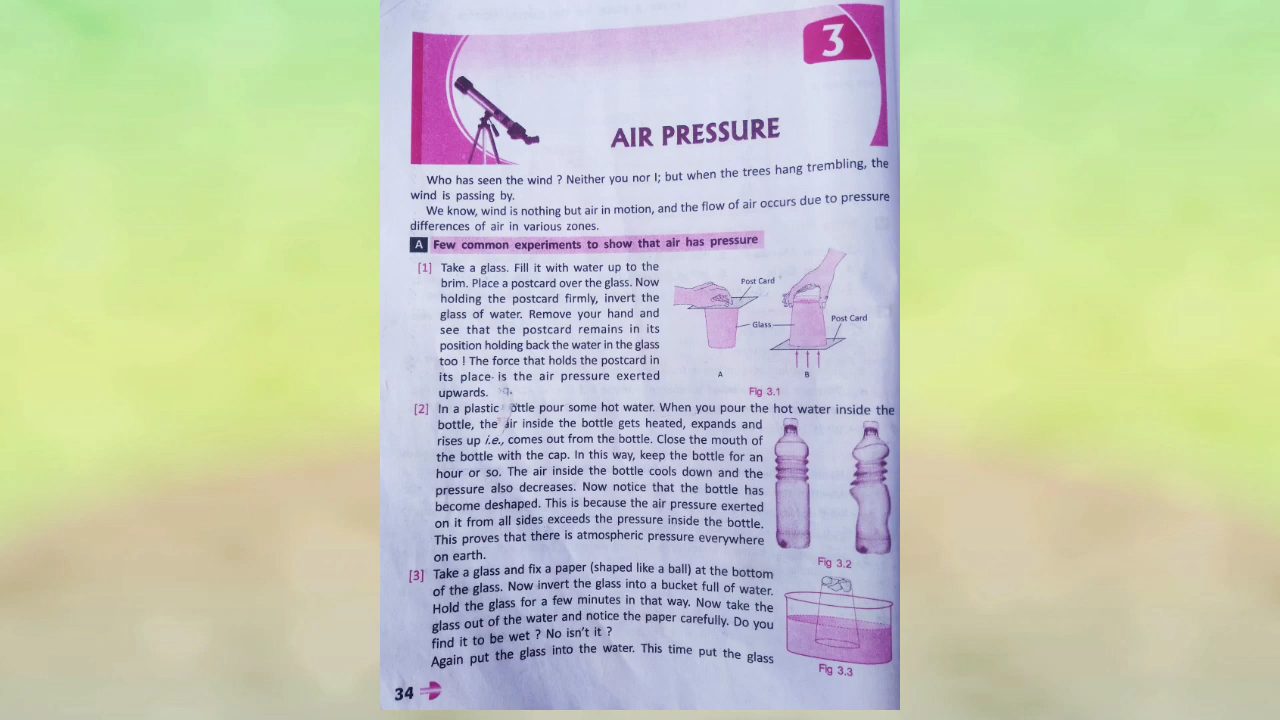 3
AIR PRESSURE
Who has seen the wind ? Neither you nor I; but when the trees hang trembling, the
wind is passing by.
We know, wind is nothing but air in motion, and the flow of air occurs due to pressure
differences of air in various zones.
A Few common experiments to show that air has pressure
[1] Take a glass. Fill it with water up to the
brim. Place a postcard over the glass. Now
holding the postcard firmly, invert the
glass of water. Remove your hand and
see that the postcard remains in its
position holding back the water in the glass
too ! The force that holds the postcard in
its place is the air pressure exerted
upwards.
Post Card
Glass
Post Card
A
B
Fig 3.1
[2] In a plastic ottle pour some hot water. When you pour the hot water inside the
bottle, the air inside the bottle gets heated, expands and
rises up i.e., comes out from the bottle. Close the mouth of
the bottle with the cap. In this way, keep the bottle for an
hour or so. The air inside the bottle cools down and the
pressure also decreases. Now notice that the bottle has
become deshaped. This is because the air pressure exerted
on it from all sides exceeds the pressure inside the bottle.
This proves that there is atmospheric pressure everywhere
on earth.
Fig 3.2
[3] Take a glass and fix a paper (shaped like a ball) at the bottom
of the glass. Now invert the glass into a bucket full of water.
Hold the glass for a few minutes in that way. Now take the
glass out of the water and notice the paper carefully. Do you
find it to be wet ? No isn't it ?
Again put the glass into the water. This time put the glass
Fig 3.3
34